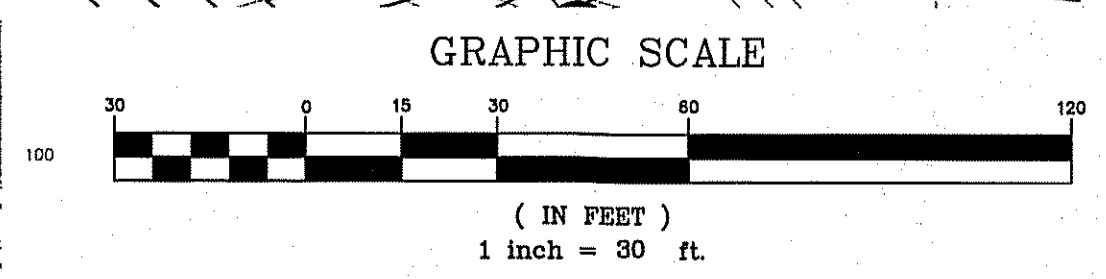 GRAPHIC SCALE
30 0 15 30 60 120
100
( IN FEET )
1 inch = 30 ft.